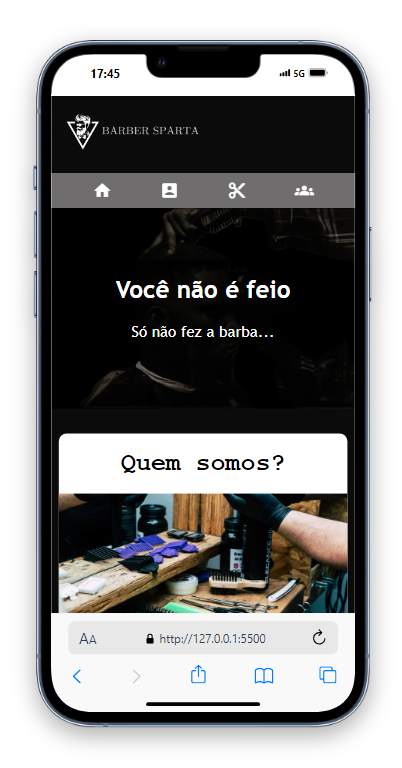 17:45
5G
BARBER SPARTA
Você não é feio
Só não fez a barba...
Quem somos?
AA
http://127.0.0.1:5500